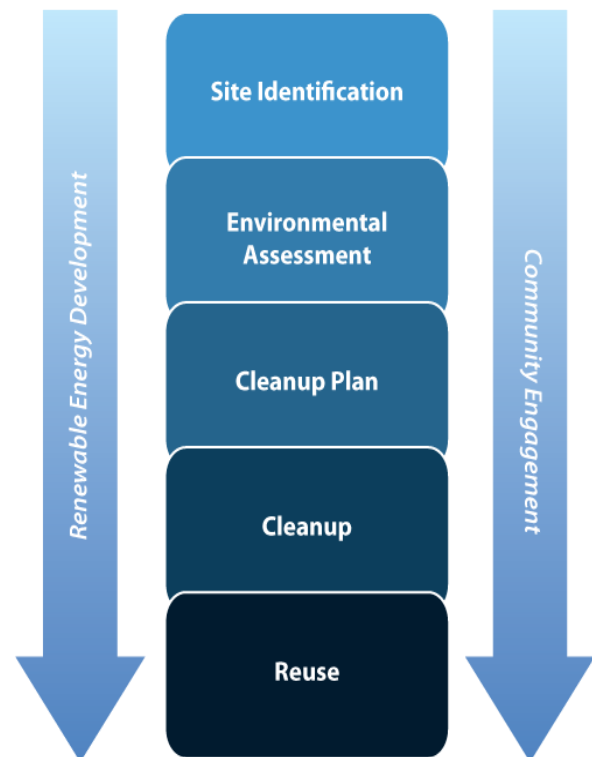 Renewable Energy Development
Site Identification
Environmental
Assessment
Cleanup Plan
Cleanup
Reuse
Community Engagement